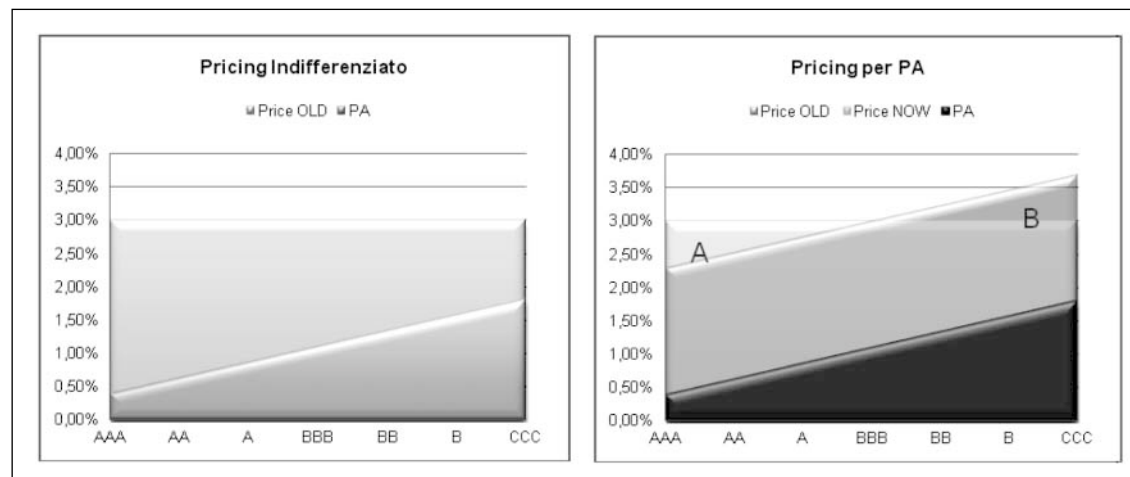 Pricing Indifferenziato
Price OLD PA
4,00%
3,50%
3,00%
2,50%
2,00%
1,50%
1,00%
0,50%
0,00%
AAA AA A BBB BB B CCC
Pricing per PA
Price OLD Price NOW PA
4,00%
3,50%
3,00%
2,50%
2,00%
1,50%
1,00%
0,50%
0,00%
A
B
AAA AA A BBB BB B CCC